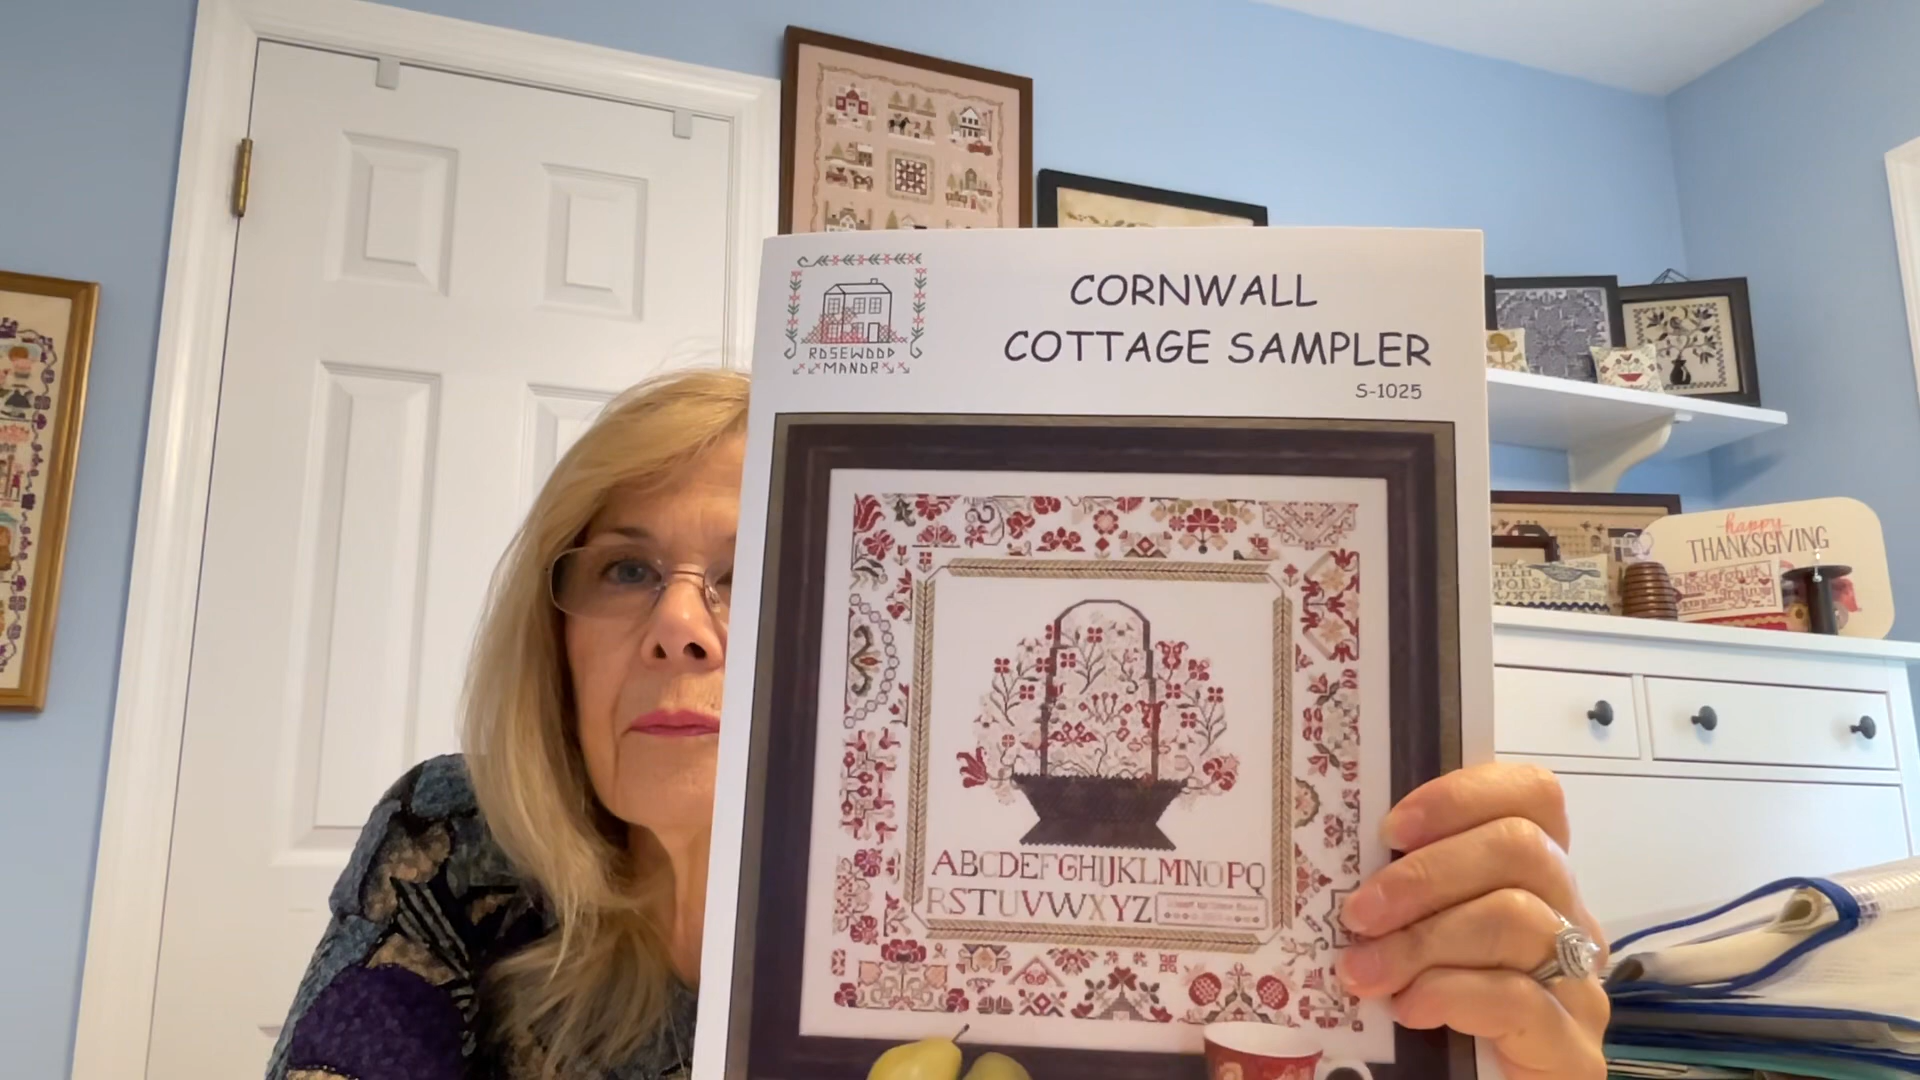 CORNWALL
COTTAGE SAMPLER
S-1025
ROSEWOOD
MANOR
ABCDEFGHIJKLMNOPQ
RSTUVWXYZ
happy
THANKSGIVING